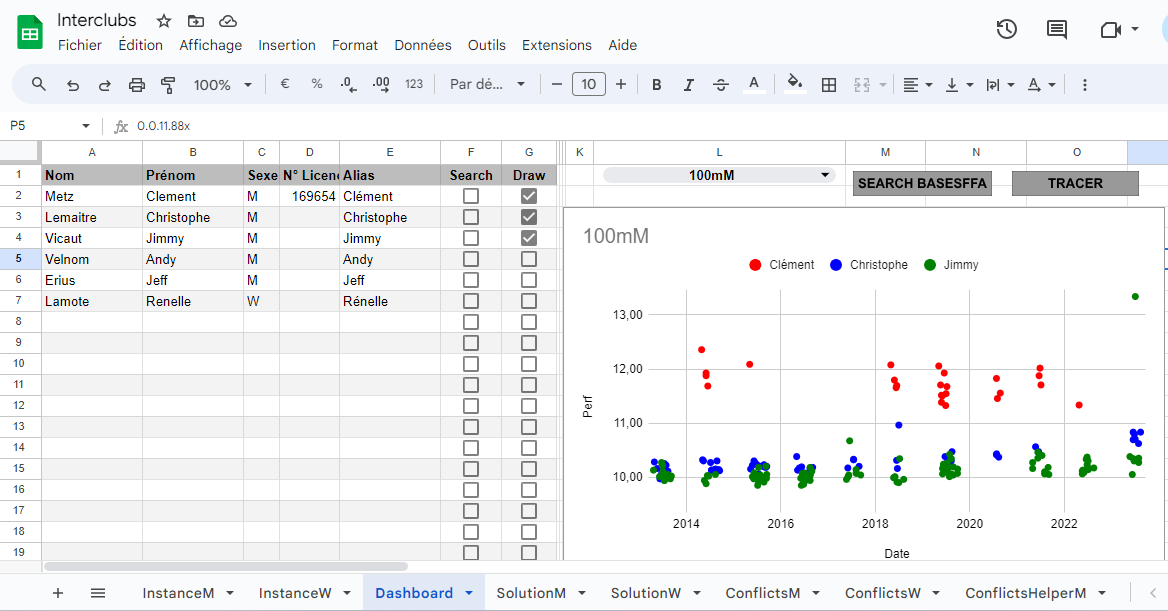 Interclubs
Fichier Édition Affichage Insertion Format Données Outils Extensions Aide
100% € % .0 .00 123 Par dé... 10 B I S A A
P5 fx 0.0.11.88x
A B C D E F G K L M N O
1 Nom Prénom Sexe N° Licenc Alias Search Draw 100mM SEARCH BASESFFA TRACER
2 Metz Clement M 169654 Clément
3 Lemaitre Christophe M Christophe
4 Vicaut Jimmy M Jimmy
5 Velnom Andy M Andy
6 Erius Jeff M Jeff
7 Lamote Renelle W Rénelle
8
9
10
11
12
13
14
15
16
17
18
19
100mM
Clément Christophe Jimmy
13,00
12,00
11,00
10,00
Perf
2014 2016 2018 2020 2022
Date
+ InstanceM InstanceW Dashboard SolutionM SolutionW ConflictsM ConflictsW ConflictsHelperM